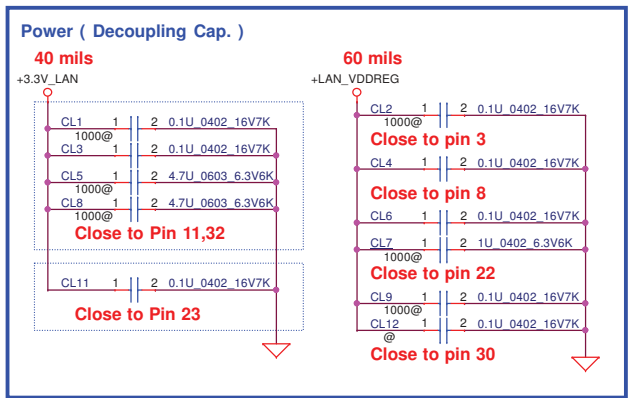 Power ( Decoupling Cap. )
40 mils
+3.3V_LAN
CL1 1 2 0.1U_0402_16V7K
1000@
CL3 1 2 0.1U_0402_16V7K
CL5 1 2 4.7U_0603_6.3V6K
1000@
CL8 1 2 4.7U_0603_6.3V6K
1000@
Close to Pin 11,32
CL11 1 2 0.1U_0402_16V7K
Close to Pin 23
60 mils
+LAN_VDDREG
CL2 1 2 0.1U_0402_16V7K
1000@
Close to pin 3
CL4 1 2 0.1U_0402_16V7K
Close to pin 8
CL6 1 2 0.1U_0402_16V7K
CL7 1 2 1U_0402_6.3V6K
1000@
Close to pin 22
CL9 1 2 0.1U_0402_16V7K
1000@
CL12 1 2 0.1U_0402_16V7K
@
Close to pin 30